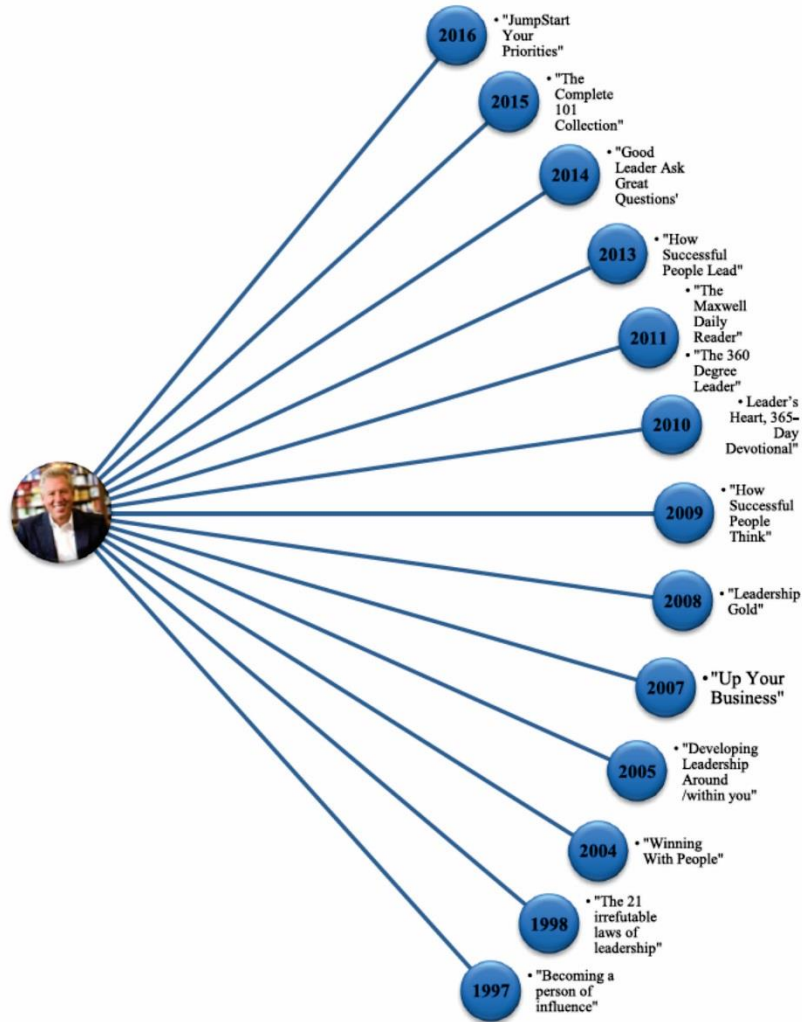 2016
• "JumpStart
Your
Priorities"
2015
• "The
Complete
101
Collection"
2014
• "Good
Leader Ask
Great
Questions'
2013
• "How
Successful
People Lead"
2011
• "The
Maxwell
Daily
Reader"
• "The 360
Degree
Leader"
2010
• Leader’s
Heart, 365–
Day
Devotional"
2009
• "How
Successful
People
Think"
2008
• "Leadership
Gold"
2007
• "Up Your
Business"
2005
• "Developing
Leadership
Around
/within you"
2004
• "Winning
With People"
1998
• "The 21
irrefutable
laws of
leadership"
1997
• "Becoming a
person of
influence"